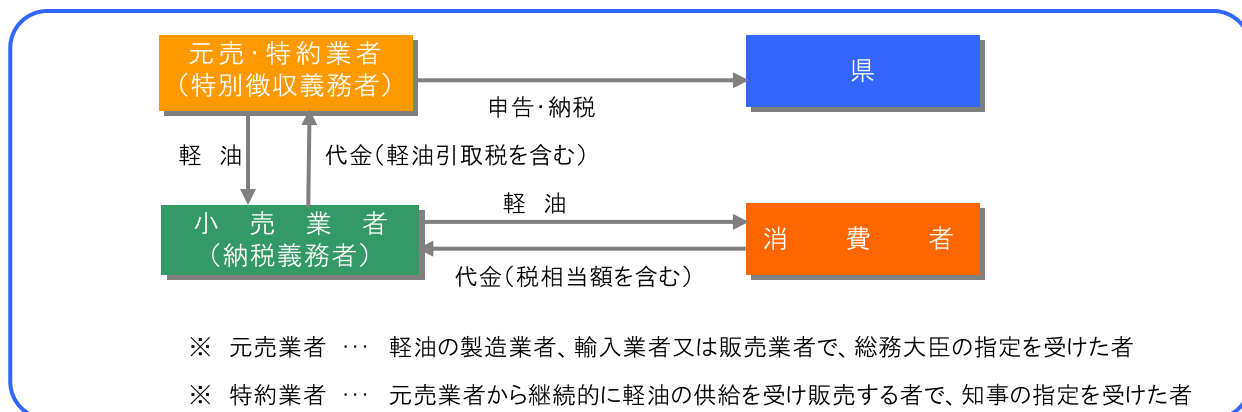 元売・特約業者
（特別徴収義務者）
県
申告・納税
軽　油
代金（軽油引取税を含む）
軽　油
小　売　業　者
（納税義務者）
消　費　者
代金（税相当額を含む）
※　元売業者　…　軽油の製造業者、輸入業者又は販売業者で、総務大臣の指定を受けた者
※　特約業者　…　元売業者から継続的に軽油の供給を受け販売する者で、知事の指定を受けた者